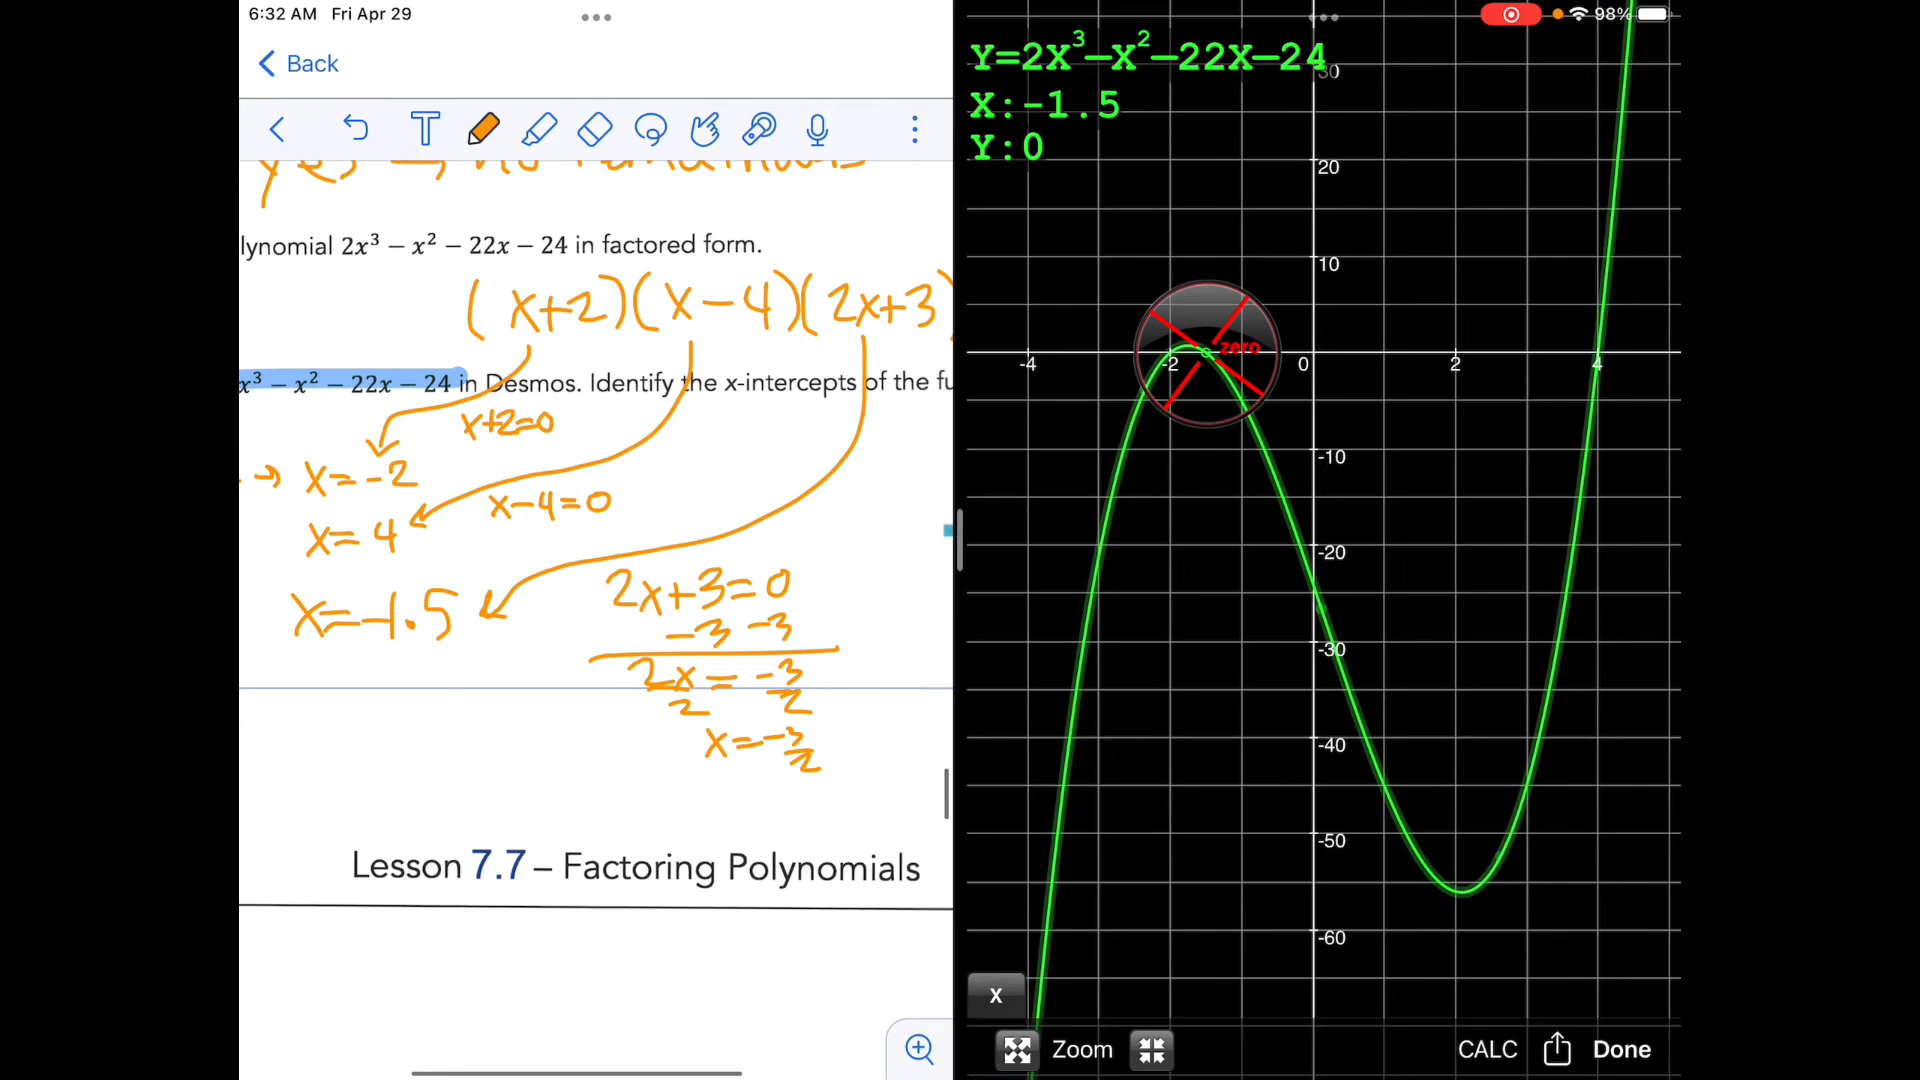 6:32 AM Fri Apr 29
Back
T
yes → no remainders
lynomial 2x³ − x² − 22x − 24 in factored form.
(x+2)(x−4)(2x+3)
x³ − x² − 22x − 24 in Desmos. Identify the x-intercepts of the fu
x+2=0
→ x=-2
x−4=0
x=4
2x+3=0
x=-1.5
−3 −3
2x = −3
2 2
x=−3
2
Lesson 7.7 – Factoring Polynomials
98%
Y=2X³−X²−22X−24
X:-1.5
Y:0
30
20
10
zero
-4 -2 0 2 4
-10
-20
-30
-40
-50
-60
X
Zoom CALC Done